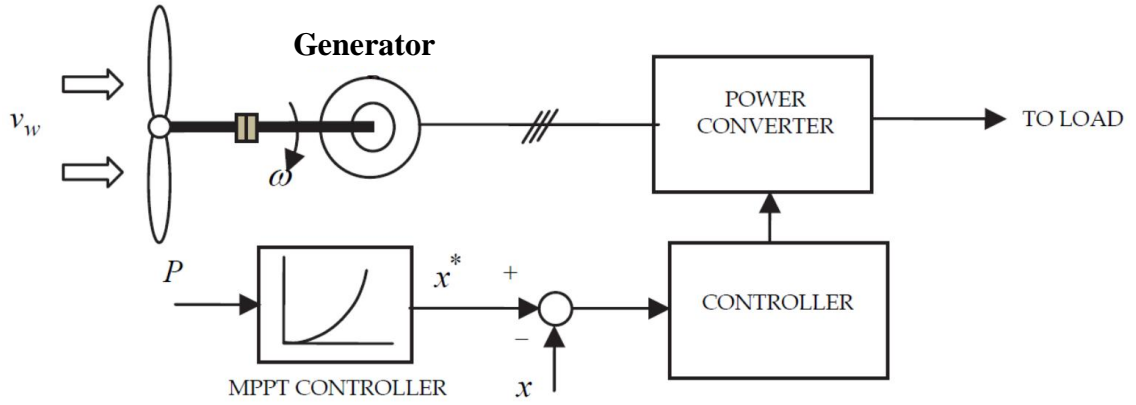 Generator
v_w
ω
POWER
CONVERTER
TO LOAD
P
x*
+
−
x
CONTROLLER
MPPT CONTROLLER